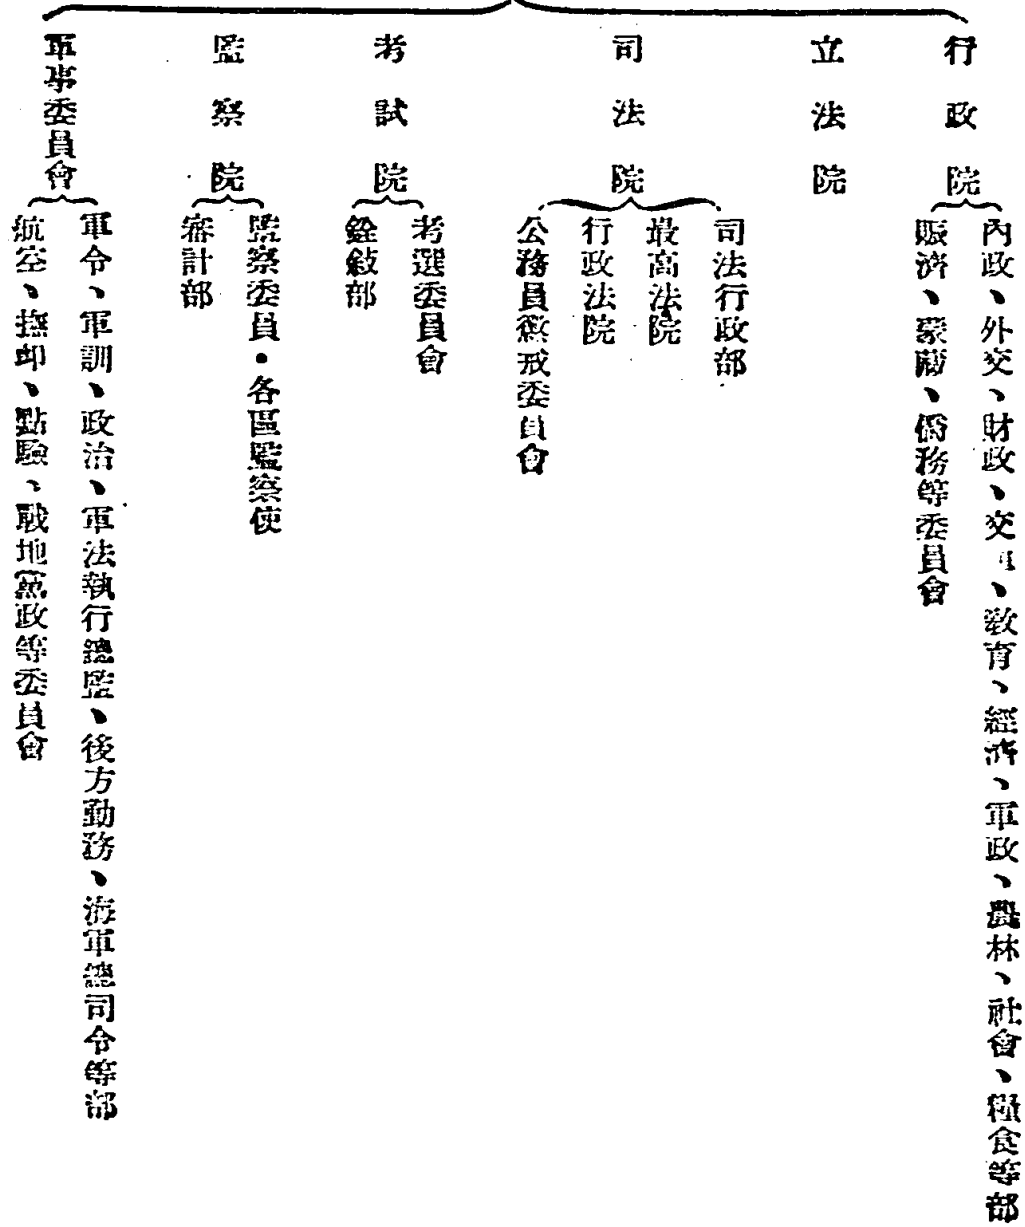 行政院
內政、外交、財政、交通、敎育、經濟、軍政、農林、社會、糧食等部
賑濟、蒙藏、僑務等委員會
立法院
司法院
司法行政部
最高法院
行政法院
公務員懲戒委員會
考試院
考選委員會
銓敍部
監察院
監察委員・各區監察使
審計部
軍事委員會
軍令、軍訓、政治、軍法執行總監、後方勤務、海軍總司令等部
航空、撫卹、點驗、戰地黨政等委員會